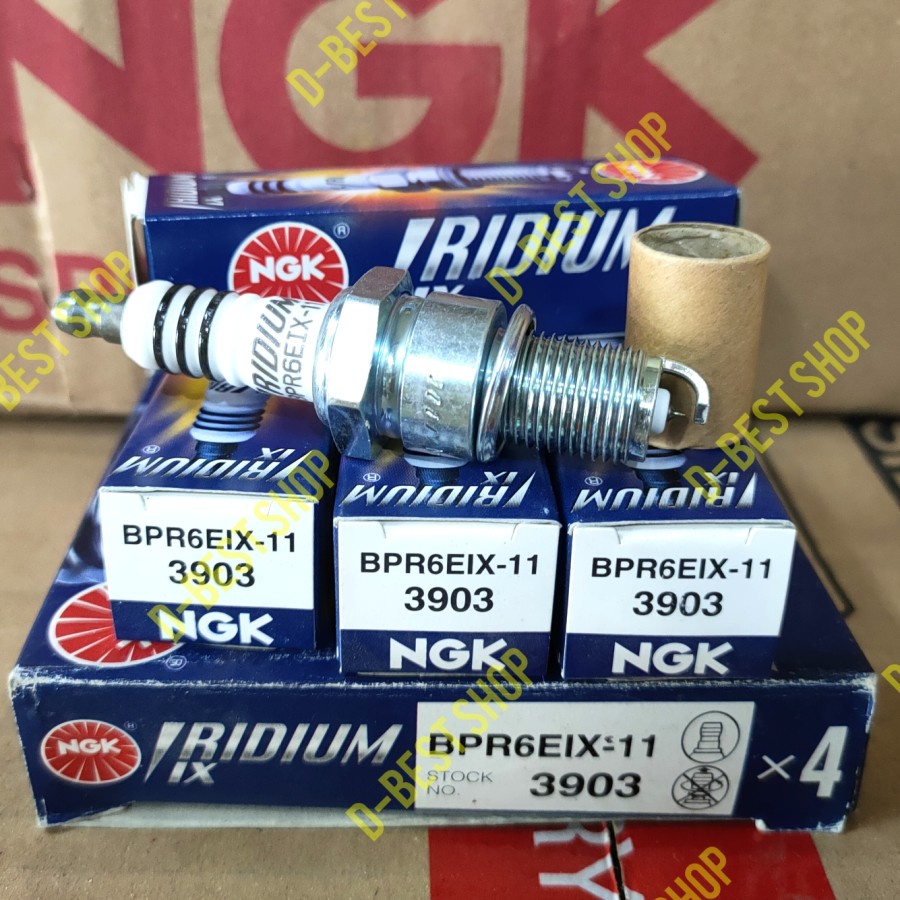 NGK
D-BEST SHOP
IRIDIUM
NGK
®
IRIDIUM
IX
D-BEST SHOP
IRIDIUM
BPR6EIX-11
D-BEST SHOP
D-BEST SHOP
IRIDIUM IX
®
BPR6EIX-11
3903
NGK
IRIDIUM IX
®
BPR6EIX-11
3903
NGK
IRIDIUM IX
®
BPR6EIX-11
3903
NGK
D-BEST SHOP
D-BEST SHOP
NGK
IRIDIUM
IX
BPR6EIX-11
STOCK
NO.
3903
×4
D-BEST SHOP
D-BEST SHOP